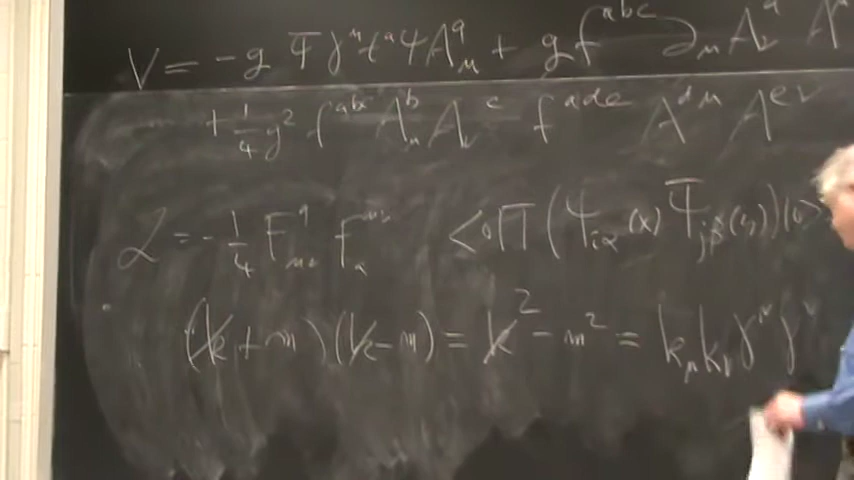 V = -g Ψ̄ γ^μ t^a Ψ A^a_μ + g f^{abc} ∂_μ A^a_ν A^μ
+ 1/4 g² f^{abc} A^b_μ A_ν^c f^{ade} A^{dμ} A^{eν}
ℒ = -1/4 F^a_{μν} F_a^{μν} <0|T(Ψ_{iα}(x) Ψ̄_{jβ}(y))|0>
(k̸ + m)(k̸ - m) = k̸² - m² = k_μ k_ν γ^μ γ^ν